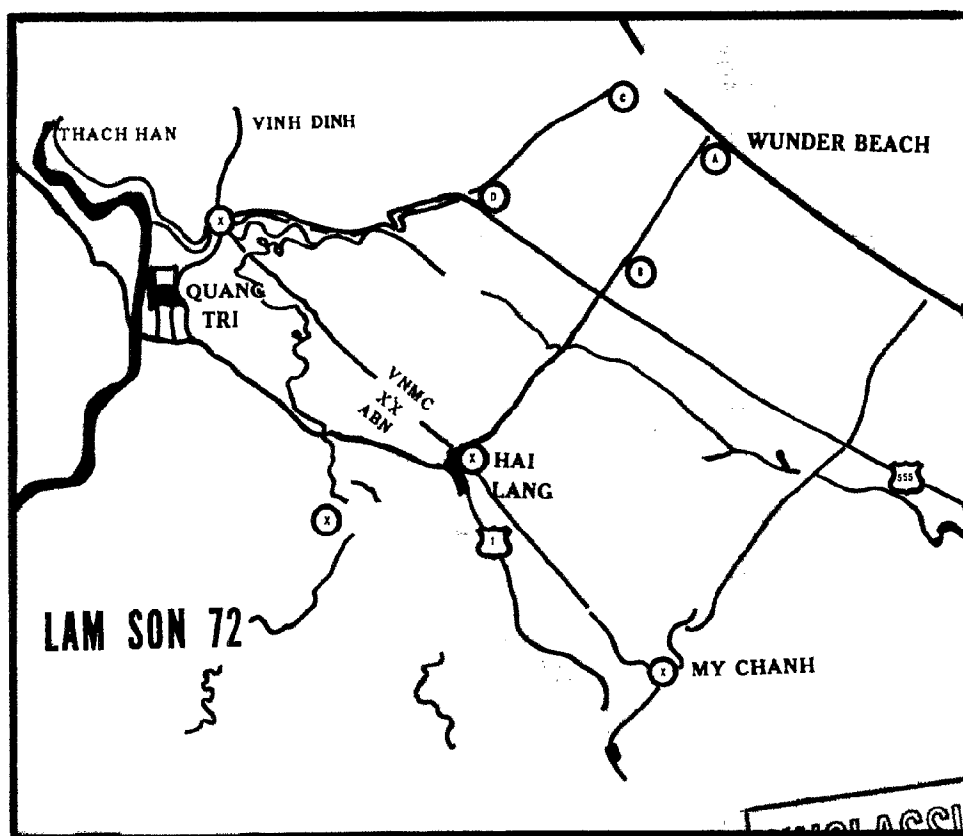 C
THACH HAN
VINH DINH
WUNDER BEACH
A
D
X
B
QUANG
TRI
VNMC
XX
ABN
X
HAI
LANG
555
X
1
LAM SON 72
X
MY CHANH